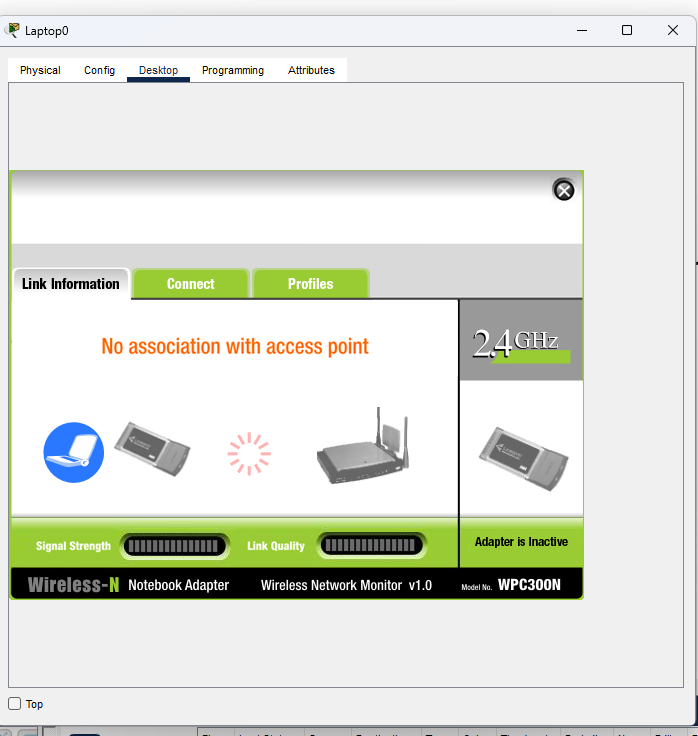 Laptop0
Physical Config Desktop Programming Attributes
Link Information Connect Profiles
No association with access point
2.4GHz
Signal Strength Link Quality Adapter is Inactive
Wireless-N Notebook Adapter Wireless Network Monitor v1.0 Model No. WPC300N
Top